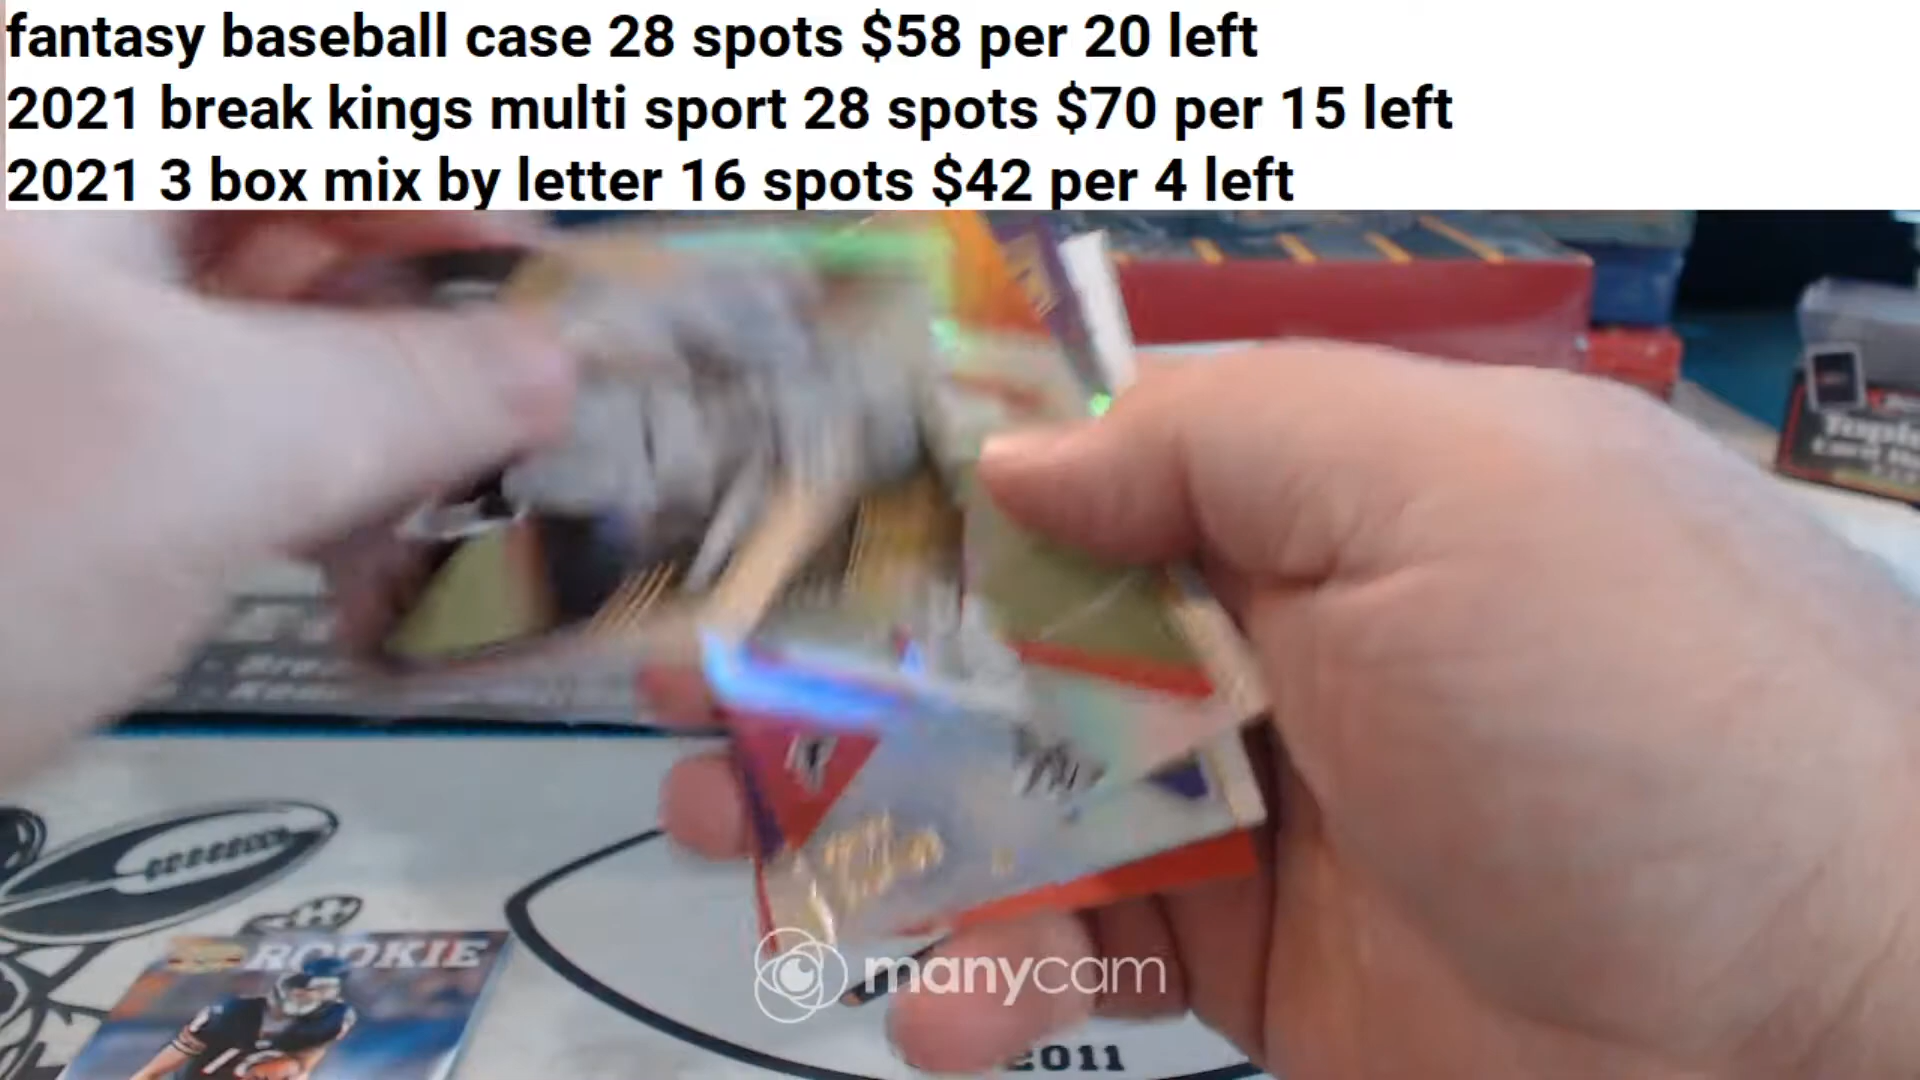 fantasy baseball case 28 spots $58 per 20 left
2021 break kings multi sport 28 spots $70 per 15 left
2021 3 box mix by letter 16 spots $42 per 4 left
ROOKIE
manycam
2011